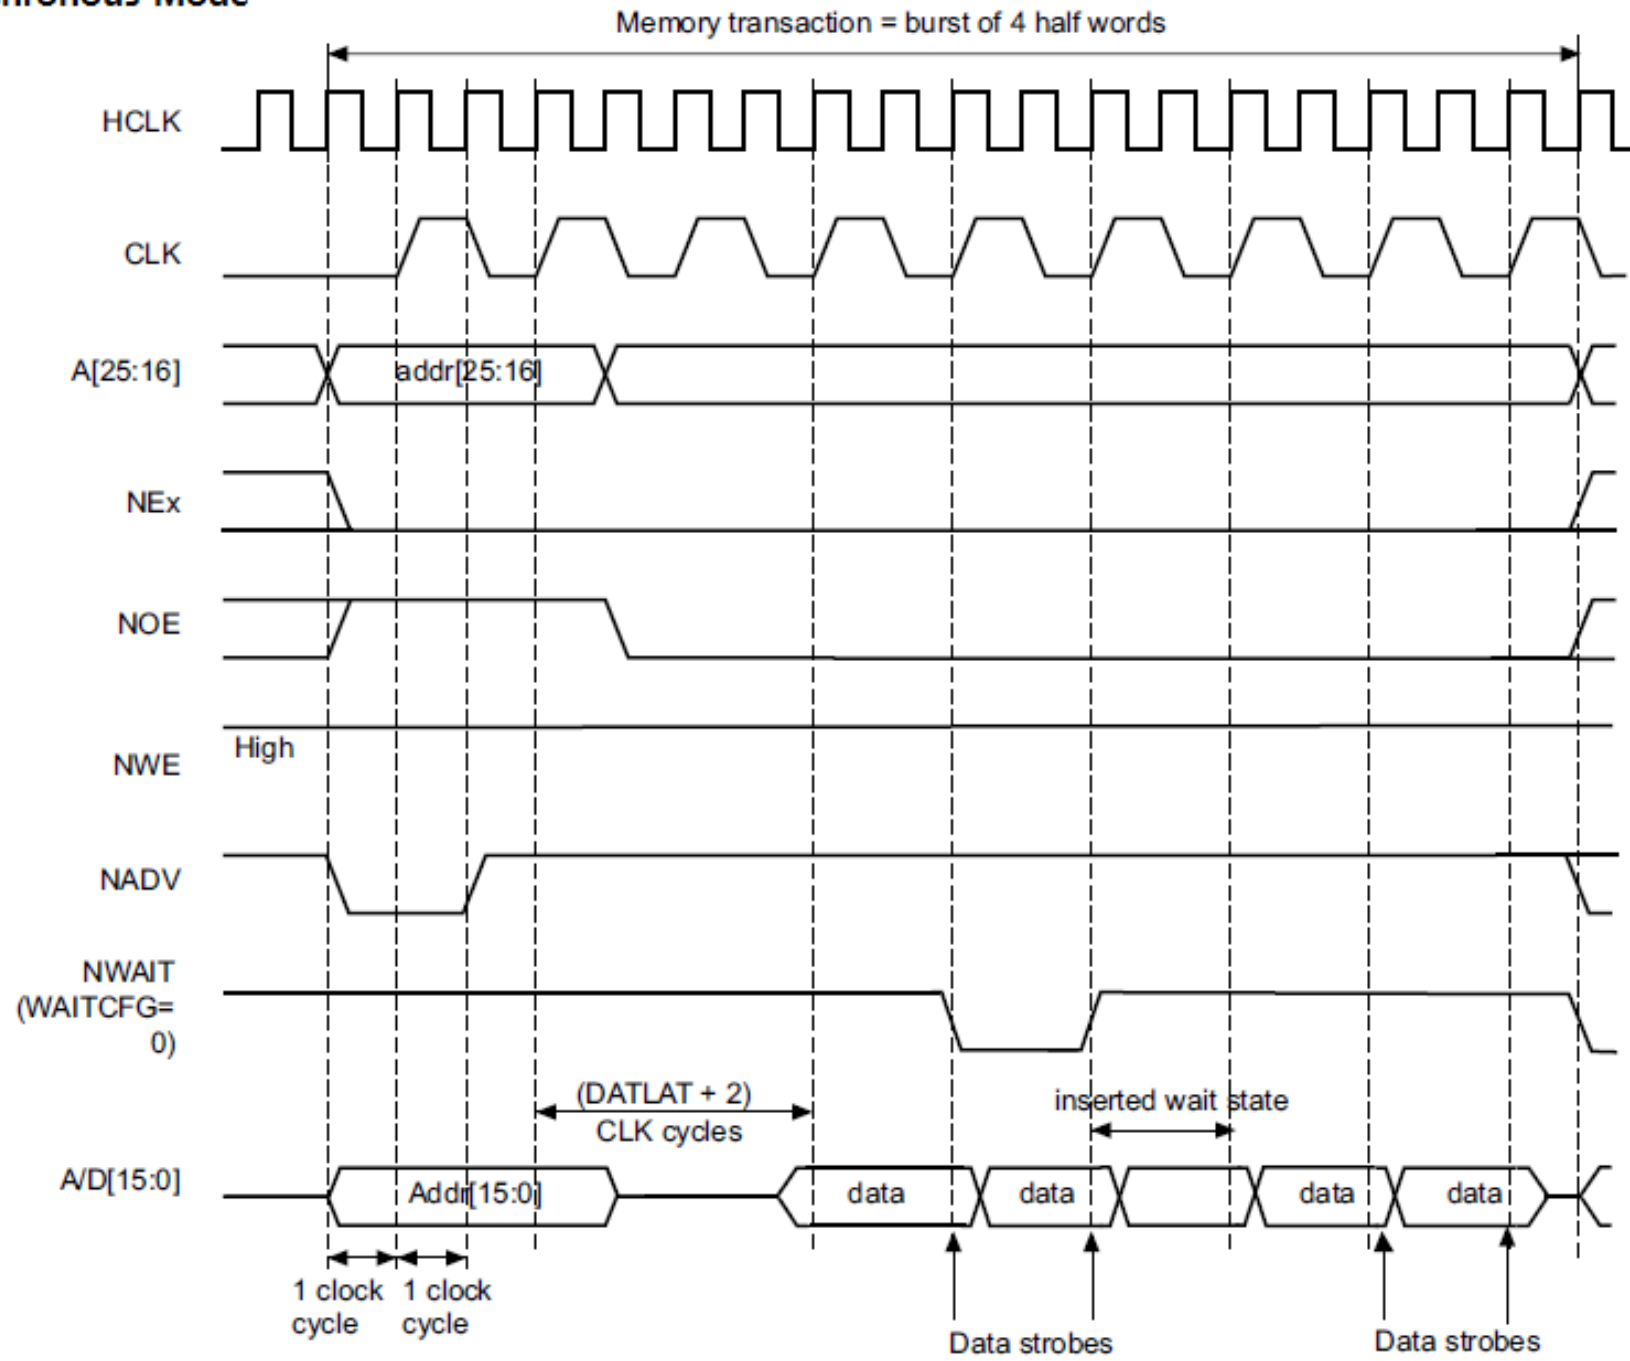 Memory transaction = burst of 4 half words
HCLK
CLK
A[25:16]
addr[25:16]
NEx
NOE
High
NWE
NADV
NWAIT
(WAITCFG=
0)
(DATLAT + 2)
CLK cycles
inserted wait state
A/D[15:0]
Addr[15:0]
data
data
data
data
1 clock
cycle
1 clock
cycle
Data strobes
Data strobes